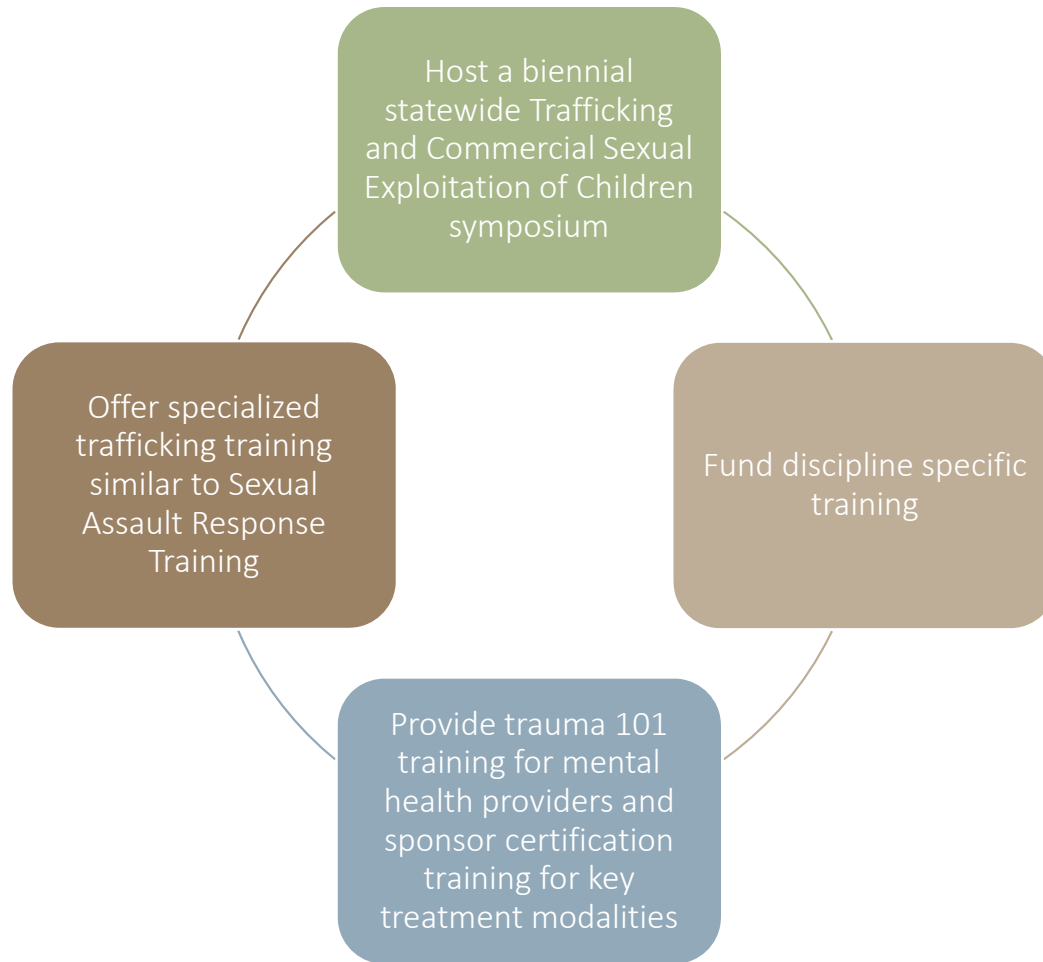 Host a biennial
statewide Trafficking
and Commercial Sexual
Exploitation of Children
symposium
Fund discipline specific
training
Provide trauma 101
training for mental
health providers and
sponsor certification
training for key
treatment modalities
Offer specialized
trafficking training
similar to Sexual
Assault Response
Training